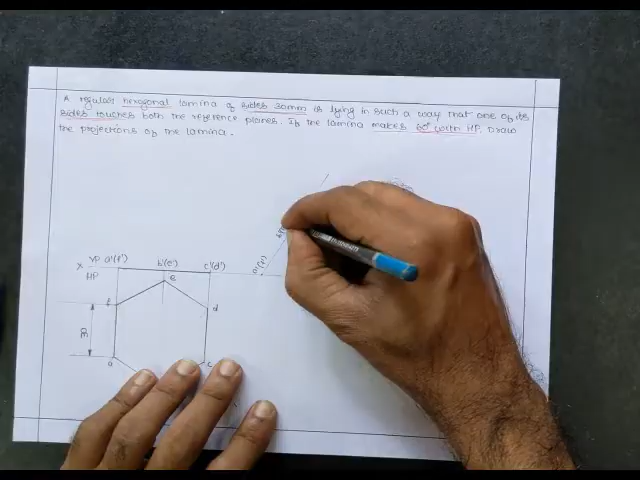 A regular hexagonal lamina of sides 30mm is lying in such a way that one of its
sides touches both the reference planes. If the lamina makes 60° with HP, Draw
the projections of the lamina.
X VP a'(f') b'(e') c'(d')
HP
e
f d
30
a c
a'(f')